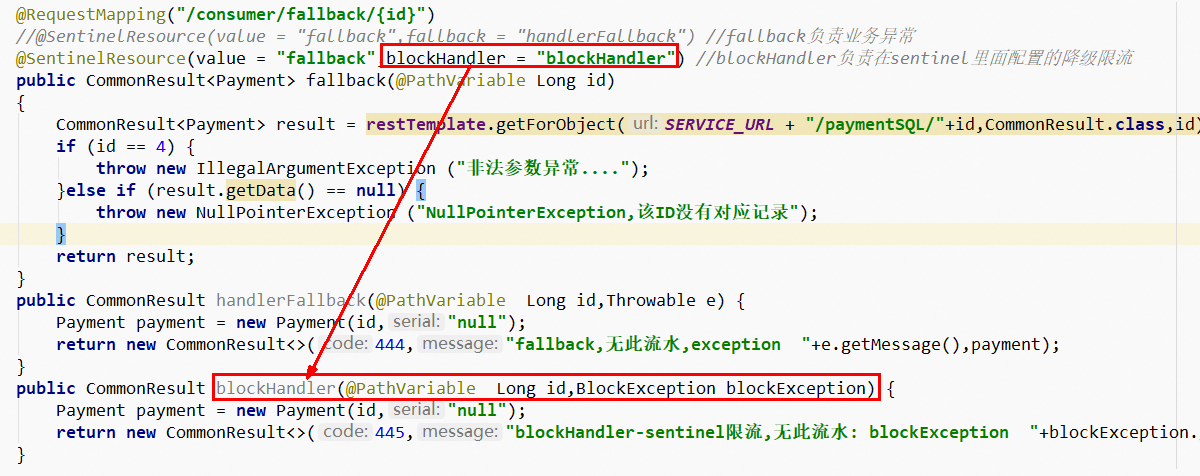 @RequestMapping("/consumer/fallback/{id}")
//@SentinelResource(value = "fallback",fallback = "handlerFallback") //fallback负责业务异常
@SentinelResource(value = "fallback" blockHandler = "blockHandler") //blockHandler负责在sentinel里面配置的降级限流
public CommonResult<Payment> fallback(@PathVariable Long id)
{
CommonResult<Payment> result = restTemplate.getForObject( url: SERVICE_URL + "/paymentSQL/"+id,CommonResult.class,id)
if (id == 4) {
throw new IllegalArgumentException ("非法参数异常....");
}else if (result.getData() == null) {
throw new NullPointerException ("NullPointerException,该ID没有对应记录");
}
return result;
}
public CommonResult handlerFallback(@PathVariable Long id,Throwable e) {
Payment payment = new Payment(id, serial: "null");
return new CommonResult<>( code: 444, message: "fallback,无此流水,exception "+e.getMessage(),payment);
}
public CommonResult blockHandler(@PathVariable Long id,BlockException blockException) {
Payment payment = new Payment(id, serial: "null");
return new CommonResult<>( code: 445, message: "blockHandler-sentinel限流,无此流水: blockException "+blockException.
}